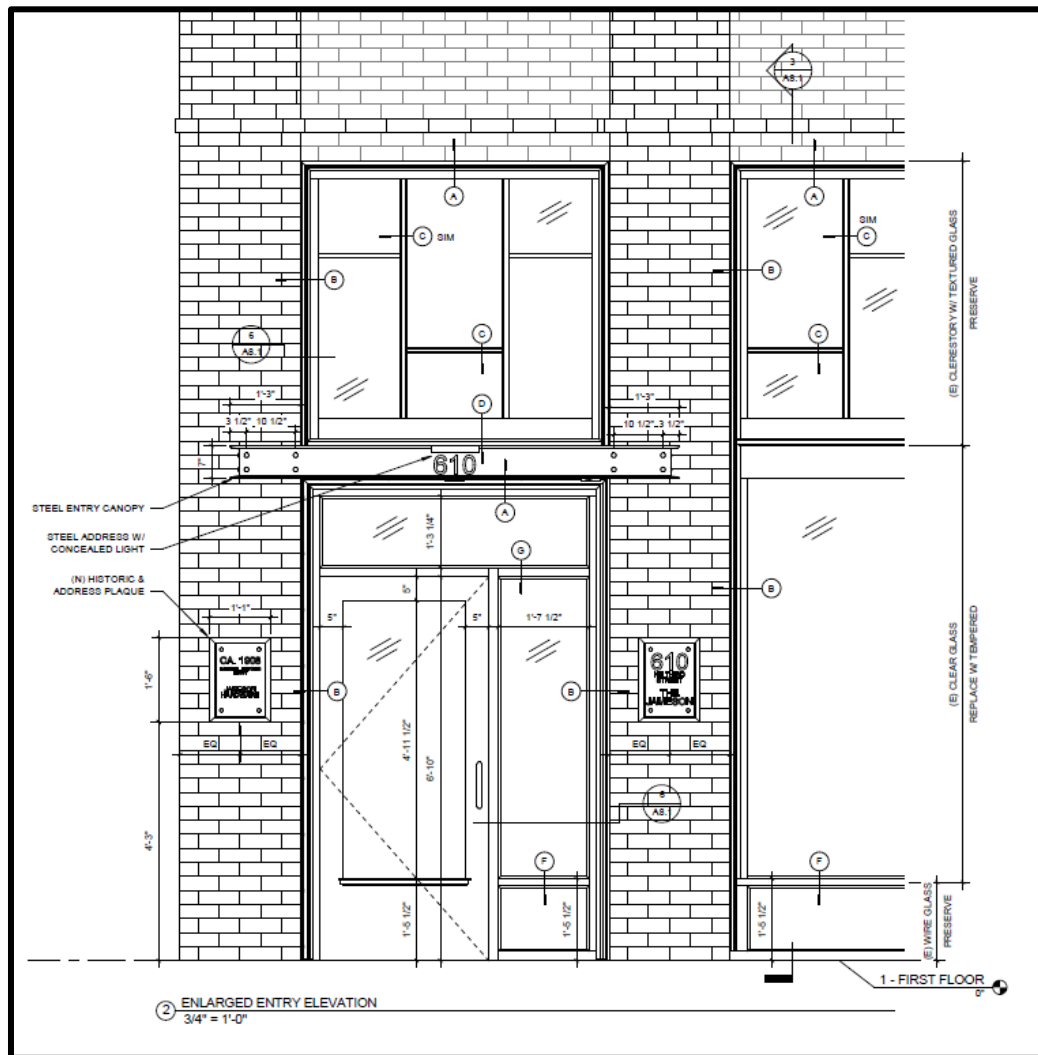 3
A8.1
A
A
C SIM
SIM
C
B
B
(E) CLERESTORY W/ TEXTURED GLASS
PRESERVE
6
A8.1
C
C
1'-3"
1'-3"
D
3 1/2" 10 1/2"
10 1/2" 3 1/2"
7"
610
STEEL ENTRY CANOPY
A
STEEL ADDRESS W/
CONCEALED LIGHT
1'-3 1/4"
G
(N) HISTORIC &
ADDRESS PLAQUE
B
5"
1'-1"
5"
5"
1'-7 1/2"
CA. 1908
610
STREET
THE
JAMESON
1'-6"
B
B
(E) CLEAR GLASS
REPLACE W/ TEMPERED
EQ EQ
EQ EQ
4'-11 1/2"
6'-10"
6
A8.1
4'-3"
F
F
1'-5 1/2"
1'-5 1/2"
1'-5 1/2"
(E) WIRE GLASS
PRESERVE
1 - FIRST FLOOR
0"
2 ENLARGED ENTRY ELEVATION
3/4" = 1'-0"